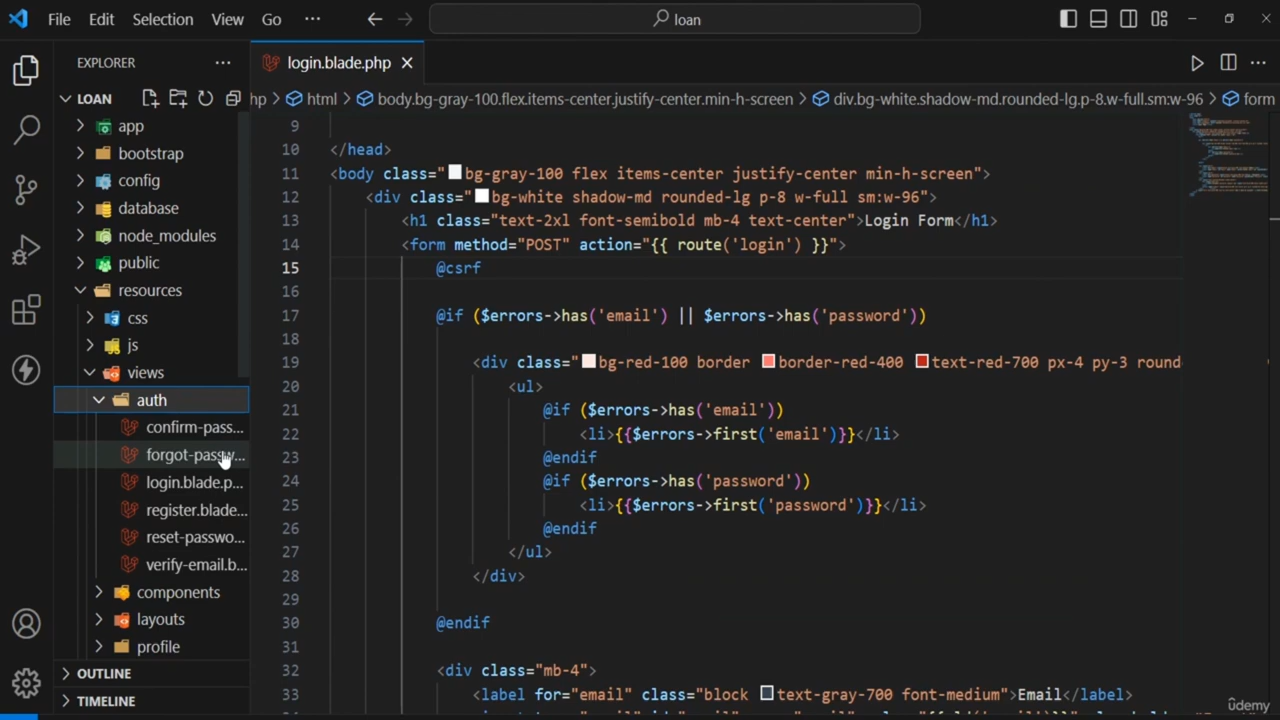 File Edit Selection View Go ··· loan
EXPLORER ···
LOAN
app
bootstrap
config
database
node_modules
public
resources
css
js
views
auth
confirm-pass...
forgot-passw...
login.blade.p...
register.blade...
reset-passwo...
verify-email.b...
components
layouts
profile
OUTLINE
TIMELINE
login.blade.php
hp > html > body.bg-gray-100.flex.items-center.justify-center.min-h-screen > div.bg-white.shadow-md.rounded-lg.p-8.w-full.sm:w-96 > form
9
10 </head>
11 <body class="bg-gray-100 flex items-center justify-center min-h-screen">
12 <div class="bg-white shadow-md rounded-lg p-8 w-full sm:w-96">
13 <h1 class="text-2xl font-semibold mb-4 text-center">Login Form</h1>
14 <form method="POST" action="{{ route('login') }}">
15 @csrf
16
17 @if ($errors->has('email') || $errors->has('password'))
18
19 <div class="bg-red-100 border border-red-400 text-red-700 px-4 py-3 round
20 <ul>
21 @if ($errors->has('email'))
22 <li>{{$errors->first('email')}}</li>
23 @endif
24 @if ($errors->has('password'))
25 <li>{{$errors->first('password')}}</li>
26 @endif
27 </ul>
28 </div>
29
30 @endif
31
32 <div class="mb-4">
33 <label for="email" class="block text-gray-700 font-medium">Email</label>
udemy